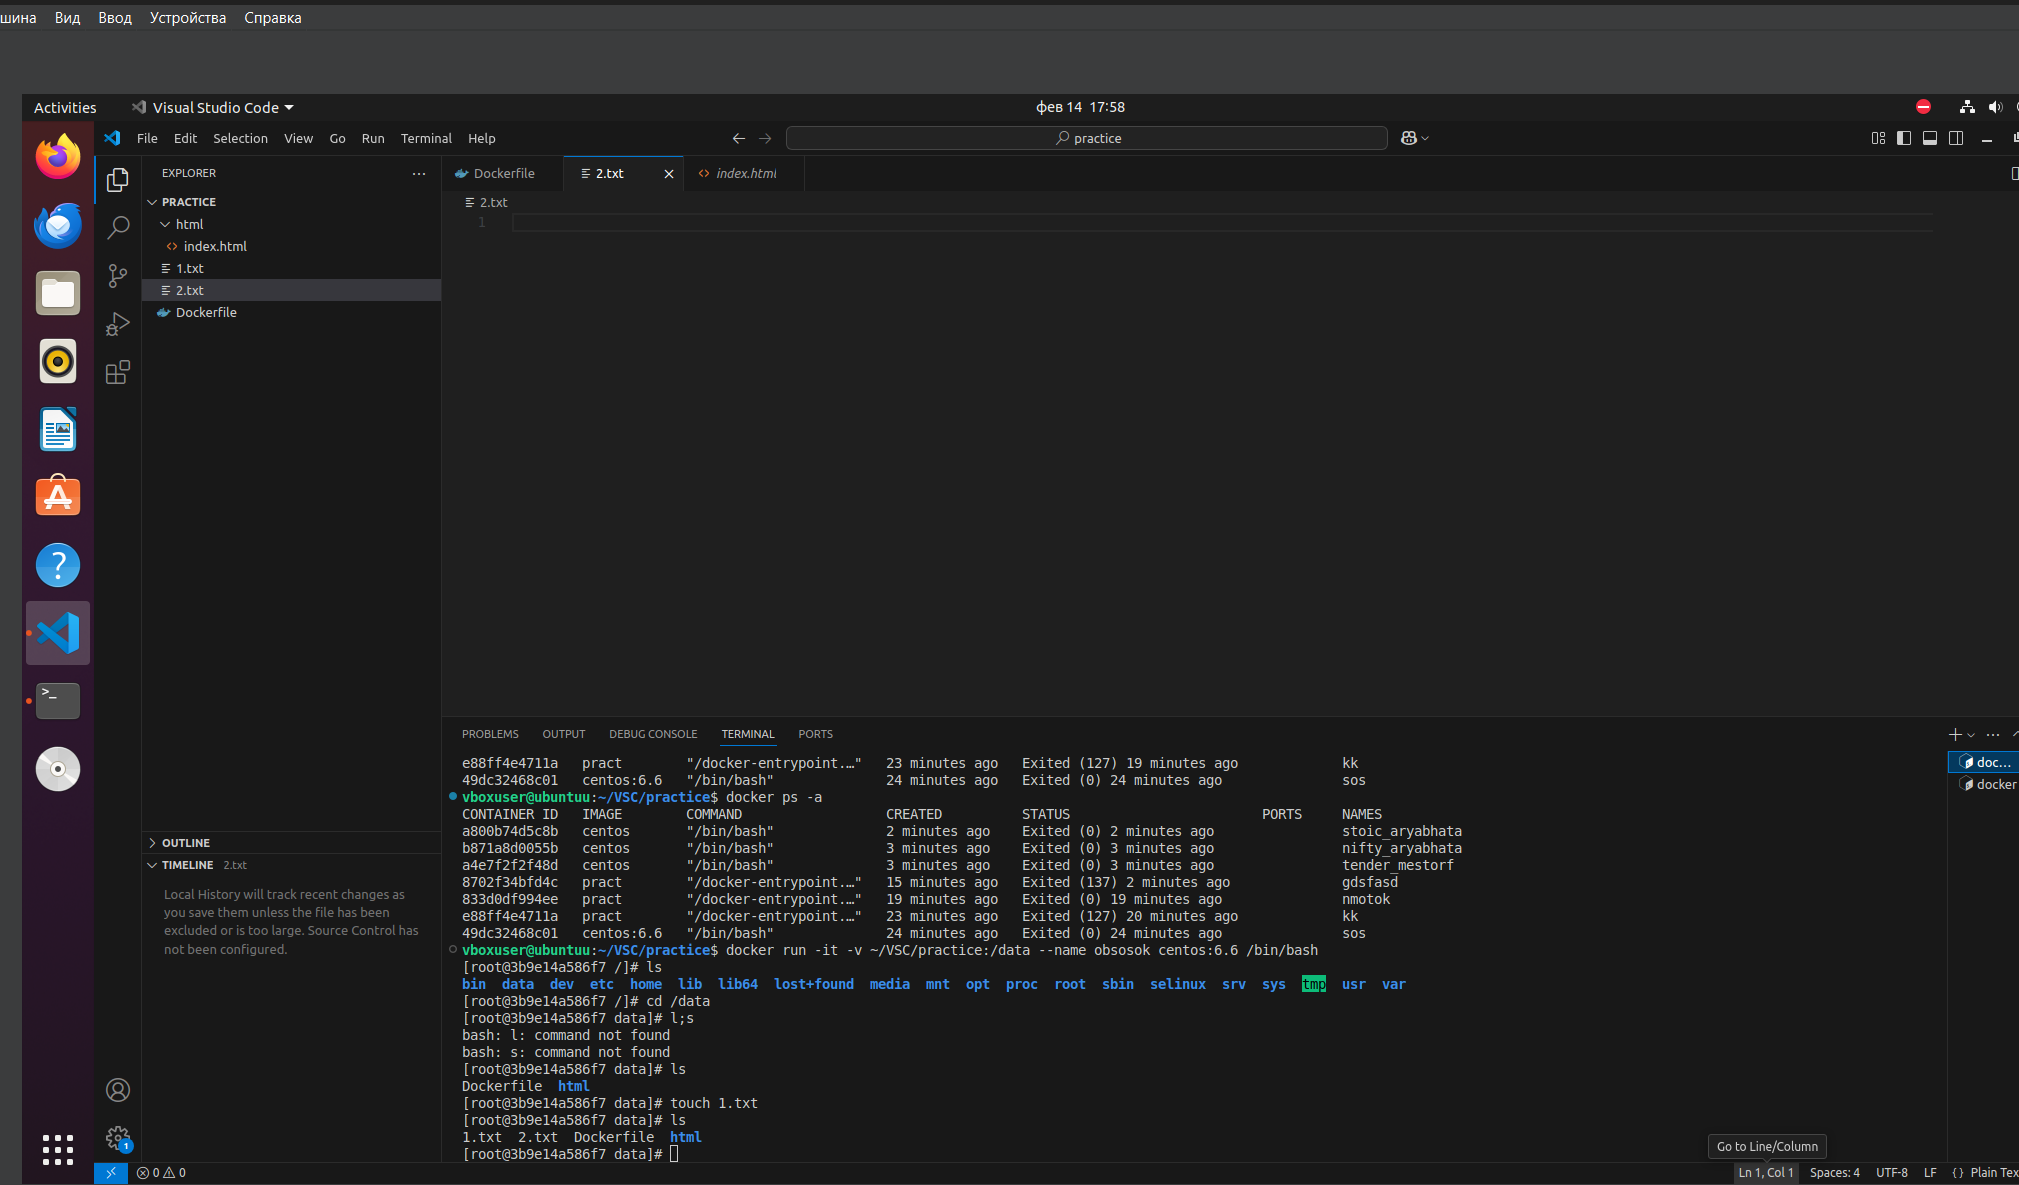 шина Вид Ввод Устройства Справка
Activities Visual Studio Code фев 14 17:58
File Edit Selection View Go Run Terminal Help practice
EXPLORER
Dockerfile 2.txt index.html
PRACTICE
html
index.html
1.txt
2.txt
Dockerfile
2.txt
1
OUTLINE
TIMELINE 2.txt
Local History will track recent changes as
you save them unless the file has been
excluded or is too large. Source Control has
not been configured.
PROBLEMS OUTPUT DEBUG CONSOLE TERMINAL PORTS
e88ff4e4711a pract "/docker-entrypoint.…" 23 minutes ago Exited (127) 19 minutes ago kk
49dc32468c01 centos:6.6 "/bin/bash" 24 minutes ago Exited (0) 24 minutes ago sos
vboxuser@ubuntuu:~/VSC/practice$ docker ps -a
CONTAINER ID IMAGE COMMAND CREATED STATUS PORTS NAMES
a800b74d5c8b centos "/bin/bash" 2 minutes ago Exited (0) 2 minutes ago stoic_aryabhata
b871a8d0055b centos "/bin/bash" 3 minutes ago Exited (0) 3 minutes ago nifty_aryabhata
a4e7f2f2f48d centos "/bin/bash" 3 minutes ago Exited (0) 3 minutes ago tender_mestorf
8702f34bfd4c pract "/docker-entrypoint.…" 15 minutes ago Exited (137) 2 minutes ago gdsfasd
833d0df994ee pract "/docker-entrypoint.…" 19 minutes ago Exited (0) 19 minutes ago nmotok
e88ff4e4711a pract "/docker-entrypoint.…" 23 minutes ago Exited (127) 20 minutes ago kk
49dc32468c01 centos:6.6 "/bin/bash" 24 minutes ago Exited (0) 24 minutes ago sos
vboxuser@ubuntuu:~/VSC/practice$ docker run -it -v ~/VSC/practice:/data --name obsosok centos:6.6 /bin/bash
[root@3b9e14a586f7 /]# ls
bin data dev etc home lib lib64 lost+found media mnt opt proc root sbin selinux srv sys tmp usr var
[root@3b9e14a586f7 /]# cd /data
[root@3b9e14a586f7 data]# l;s
bash: l: command not found
bash: s: command not found
[root@3b9e14a586f7 data]# ls
Dockerfile html
[root@3b9e14a586f7 data]# touch 1.txt
[root@3b9e14a586f7 data]# ls
1.txt 2.txt Dockerfile html
[root@3b9e14a586f7 data]#
doc...
docker
Go to Line/Column
1
0 0 Ln 1, Col 1 Spaces: 4 UTF-8 LF {} Plain Tex